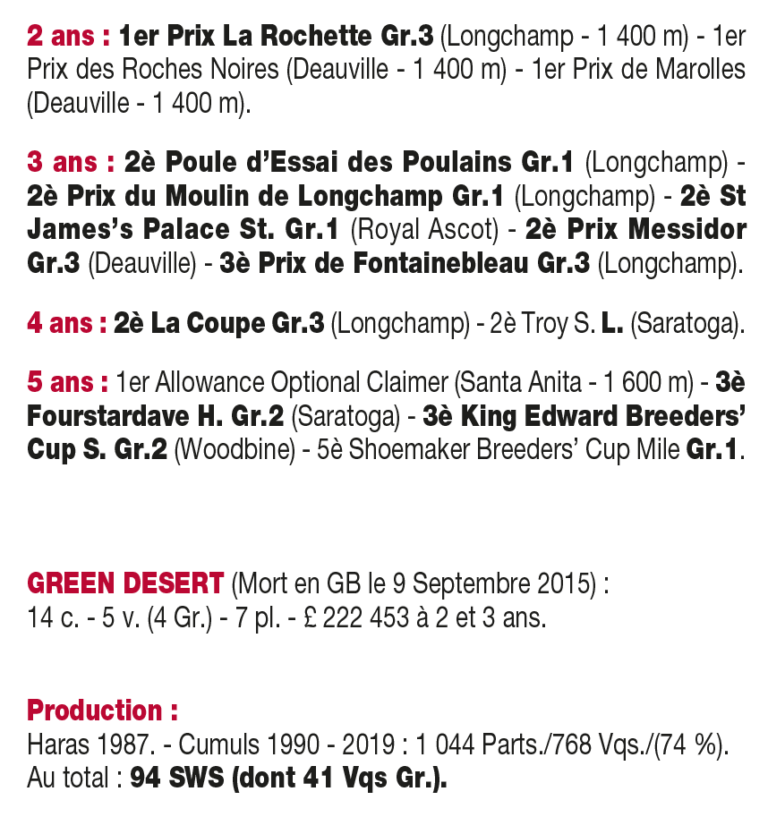 2 ans : 1er Prix La Rochette Gr.3 (Longchamp - 1 400 m) - 1er
Prix des Roches Noires (Deauville - 1 400 m) - 1er Prix de Marolles
(Deauville - 1 400 m).
3 ans : 2è Poule d’Essai des Poulains Gr.1 (Longchamp) -
2è Prix du Moulin de Longchamp Gr.1 (Longchamp) - 2è St
James’s Palace St. Gr.1 (Royal Ascot) - 2è Prix Messidor
Gr.3 (Deauville) - 3è Prix de Fontainebleau Gr.3 (Longchamp).
4 ans : 2è La Coupe Gr.3 (Longchamp) - 2è Troy S. L. (Saratoga).
5 ans : 1er Allowance Optional Claimer (Santa Anita - 1 600 m) - 3è
Fourstardave H. Gr.2 (Saratoga) - 3è King Edward Breeders’
Cup S. Gr.2 (Woodbine) - 5è Shoemaker Breeders’ Cup Mile Gr.1.
GREEN DESERT (Mort en GB le 9 Septembre 2015) :
14 c. - 5 v. (4 Gr.) - 7 pl. - £ 222 453 à 2 et 3 ans.
Production :
Haras 1987. - Cumuls 1990 - 2019 : 1 044 Parts./768 Vqs./(74 %).
Au total : 94 SWS (dont 41 Vqs Gr.).